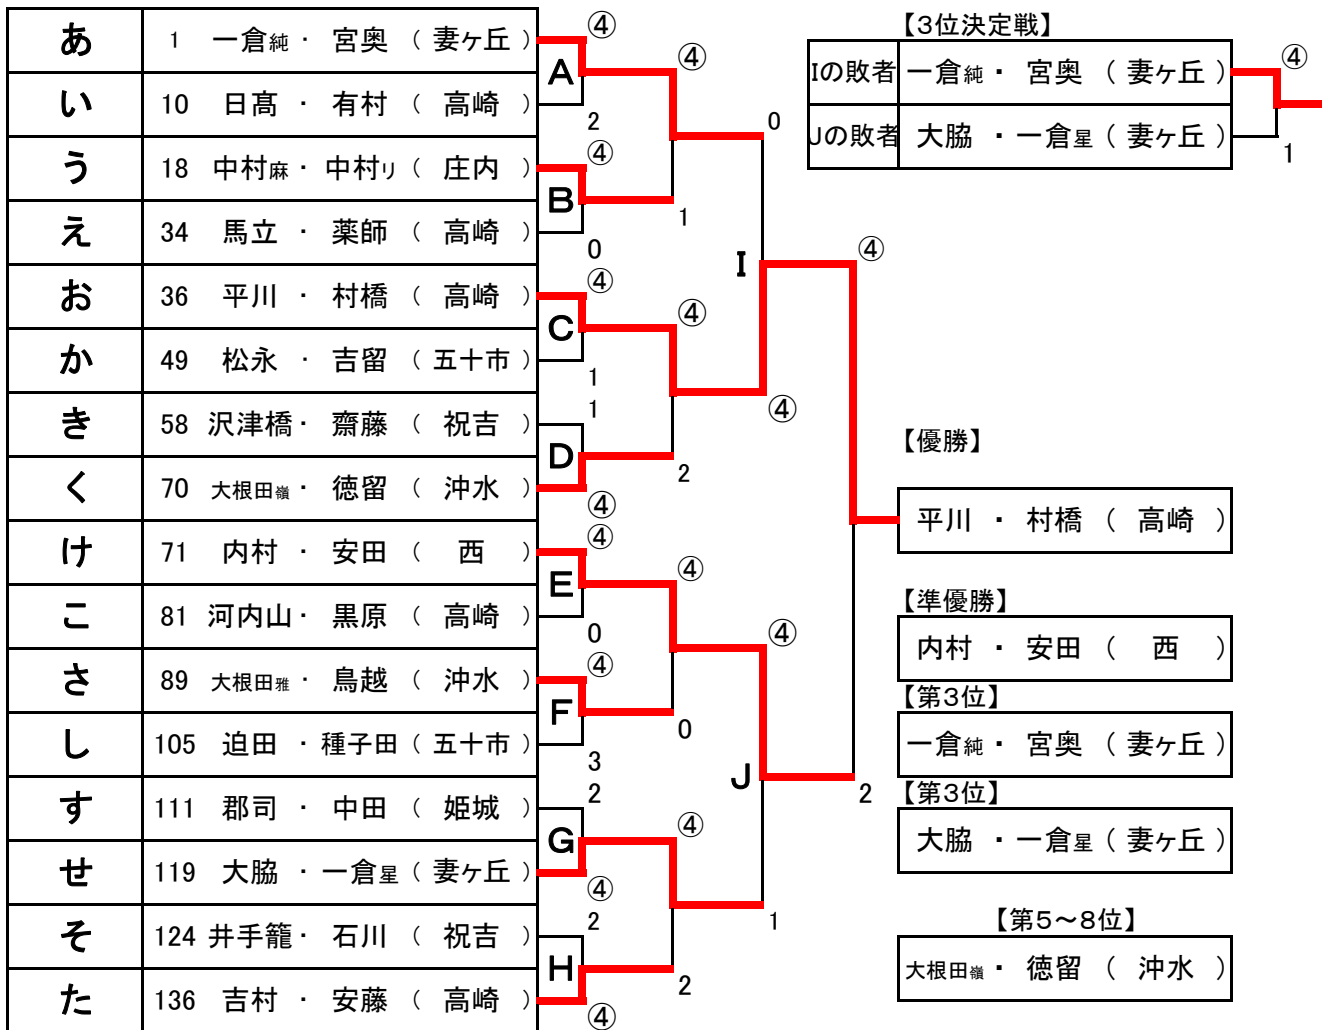 あ 1 一倉純・宮奥（妻ヶ丘）
い 10 日髙・有村（高崎）
う 18 中村麻・中村リ（庄内）
え 34 馬立・薬師（高崎）
お 36 平川・村橋（高崎）
か 49 松永・吉留（五十市）
き 58 沢津橋・齋藤（祝吉）
く 70 大根田嶺・徳留（沖水）
け 71 内村・安田（西）
こ 81 河内山・黒原（高崎）
さ 89 大根田雅・鳥越（沖水）
し 105 迫田・種子田（五十市）
す 111 郡司・中田（姫城）
せ 119 大脇・一倉星（妻ヶ丘）
そ 124 井手籠・石川（祝吉）
た 136 吉村・安藤（高崎）
④
A
2
④
B
0
④
C
1
1
D
④
④
E
0
④
F
3
2
G
④
2
H
④
④
1
④
2
④
0
④
2
0
I
④
④
J
1
④
2
【3位決定戦】
Iの敗者 一倉純・宮奥（妻ヶ丘）
Jの敗者 大脇・一倉星（妻ヶ丘）
④
1
【優勝】
平川・村橋（高崎）
【準優勝】
内村・安田（西）
【第3位】
一倉純・宮奥（妻ヶ丘）
【第3位】
大脇・一倉星（妻ヶ丘）
【第5～8位】
大根田嶺・徳留（沖水）